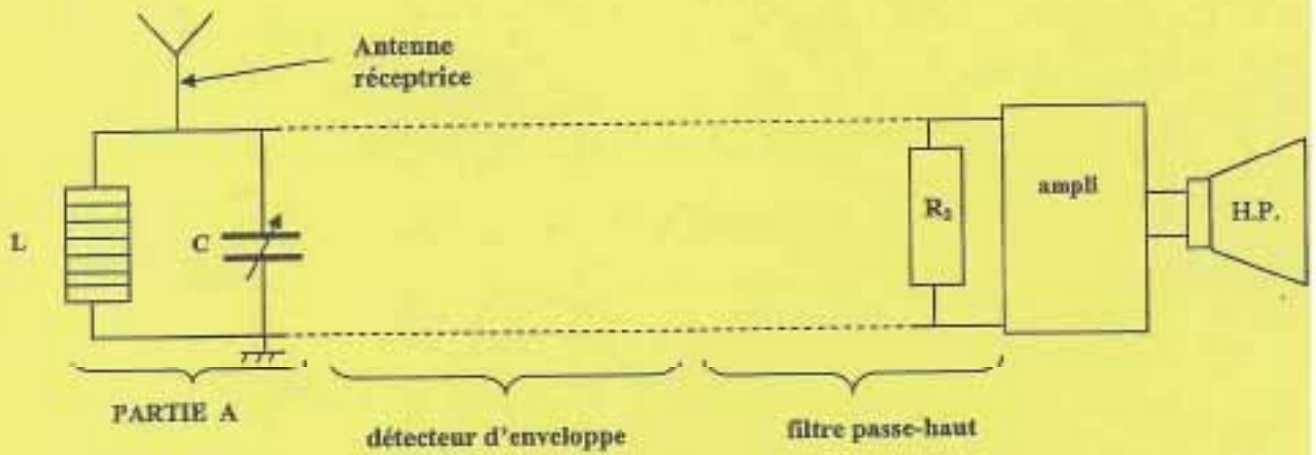 Antenne
réceptrice
L
C
R₂
ampli
H.P.
PARTIE A
détecteur d'enveloppe
filtre passe-haut